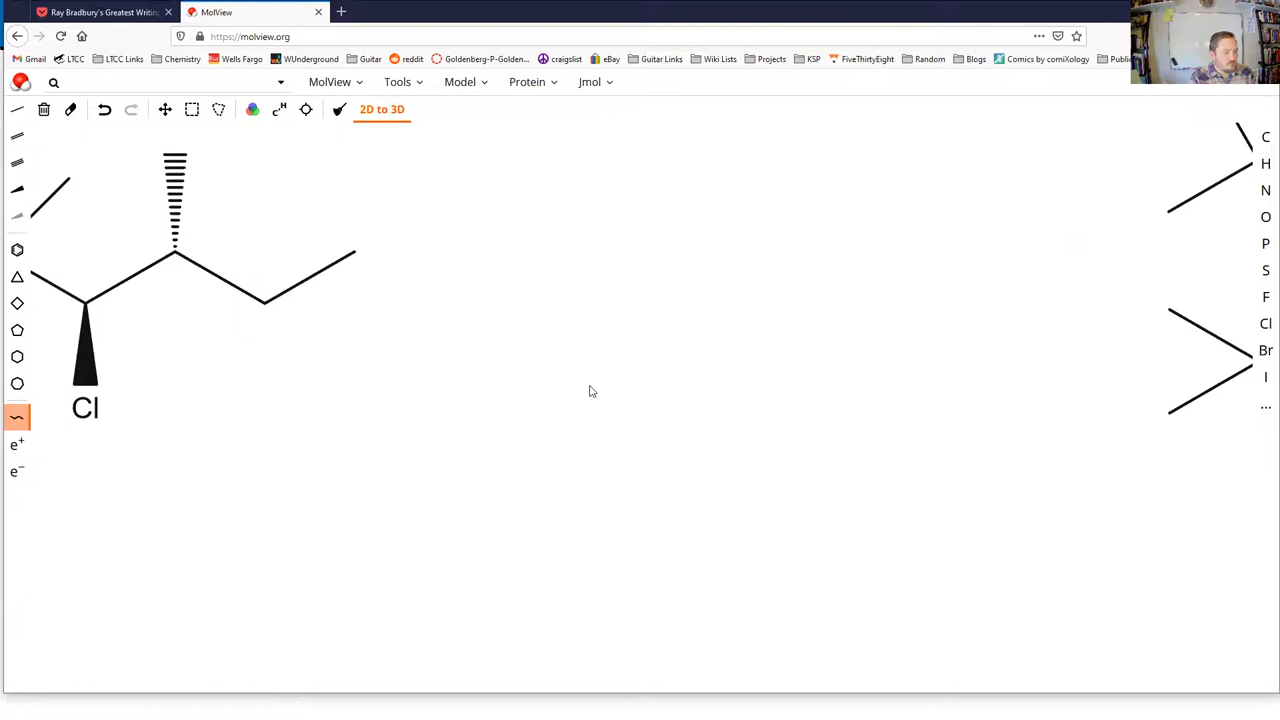 Ray Bradbury's Greatest Writin
MolView
https://molview.org
Gmail LTCC LTCC Links Chemistry Wells Fargo WUnderground Guitar reddit Goldenberg-P-Golden... craigslist eBay Guitar Links Wiki Lists Projects KSP FiveThirtyEight Random Blogs Comics by comiXology Public
MolView Tools Model Protein Jmol
C H 2D to 3D
C
H
N
O
P
S
F
Cl
Br
I
...
Cl
e+
e−